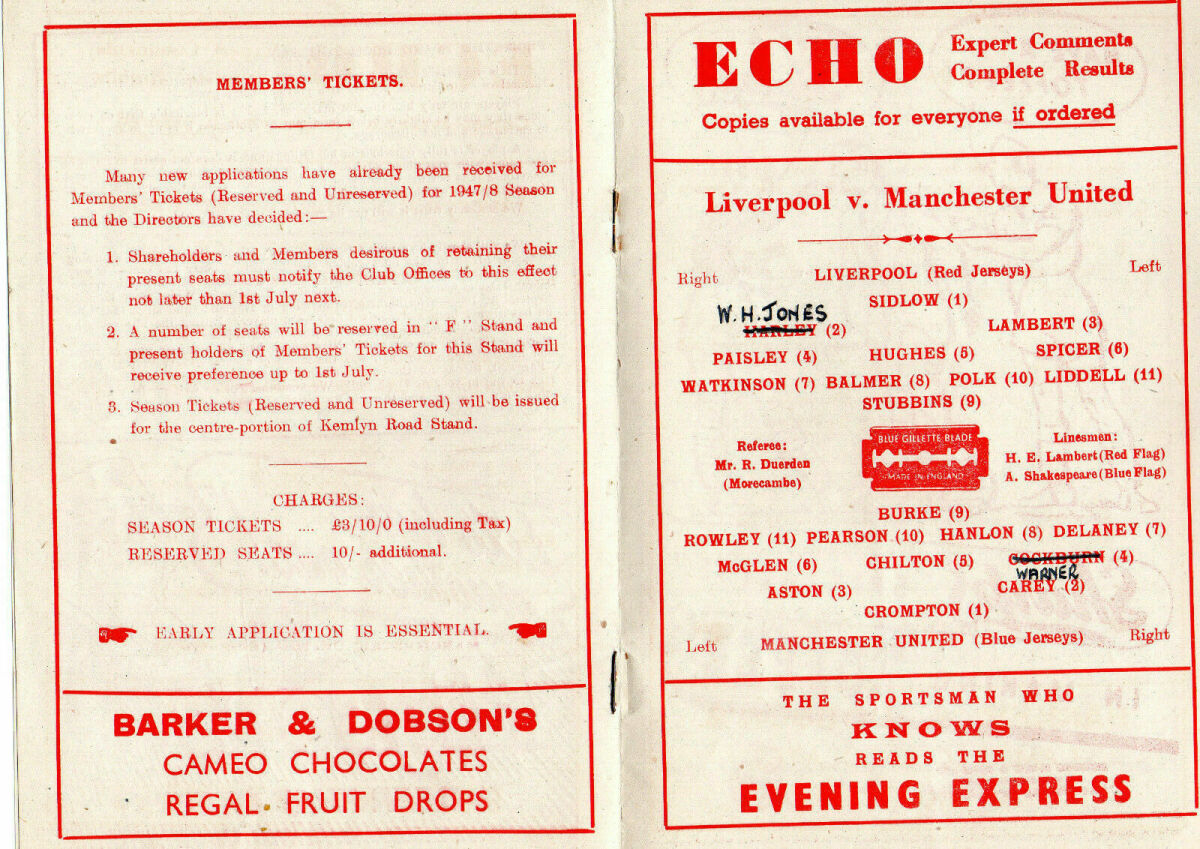 MEMBERS' TICKETS.
Many new applications have already been received for
Members' Tickets (Reserved and Unreserved) for 1947/8 Season
and the Directors have decided:—
1. Shareholders and Members desirous of retaining their
present seats must notify the Club Offices to this effect
not later than 1st July next.
2. A number of seats will be reserved in " F " Stand and
present holders of Members' Tickets for this Stand will
receive preference up to 1st July.
3. Season Tickets (Reserved and Unreserved) will be issued
for the centre-portion of Kemlyn Road Stand.
CHARGES:
SEASON TICKETS .... £3/10/0 (including Tax)
RESERVED SEATS .... 10/- additional.
EARLY APPLICATION IS ESSENTIAL.
BARKER & DOBSON'S
CAMEO CHOCOLATES
REGAL FRUIT DROPS
ECHO Expert Comments
Complete Results
Copies available for everyone if ordered
Liverpool v. Manchester United
Right LIVERPOOL (Red Jerseys) Left
SIDLOW (1)
W.H.JONES
HARLEY (2) LAMBERT (3)
PAISLEY (4) HUGHES (5) SPICER (6)
WATKINSON (7) BALMER (8) POLK (10) LIDDELL (11)
STUBBINS (9)
Referee:
Mr. R. Duerden
(Morecambe)
BLUE GILLETTE BLADE
MADE IN ENGLAND
Linesmen:
H. E. Lambert (Red Flag)
A. Shakespeare (Blue Flag)
BURKE (9)
ROWLEY (11) PEARSON (10) HANLON (8) DELANEY (7)
McGLEN (6) CHILTON (5) COCKBURN (4)
WARNER
ASTON (3) CAREY (2)
CROMPTON (1)
Left MANCHESTER UNITED (Blue Jerseys) Right
THE SPORTSMAN WHO
KNOWS
READS THE
EVENING EXPRESS